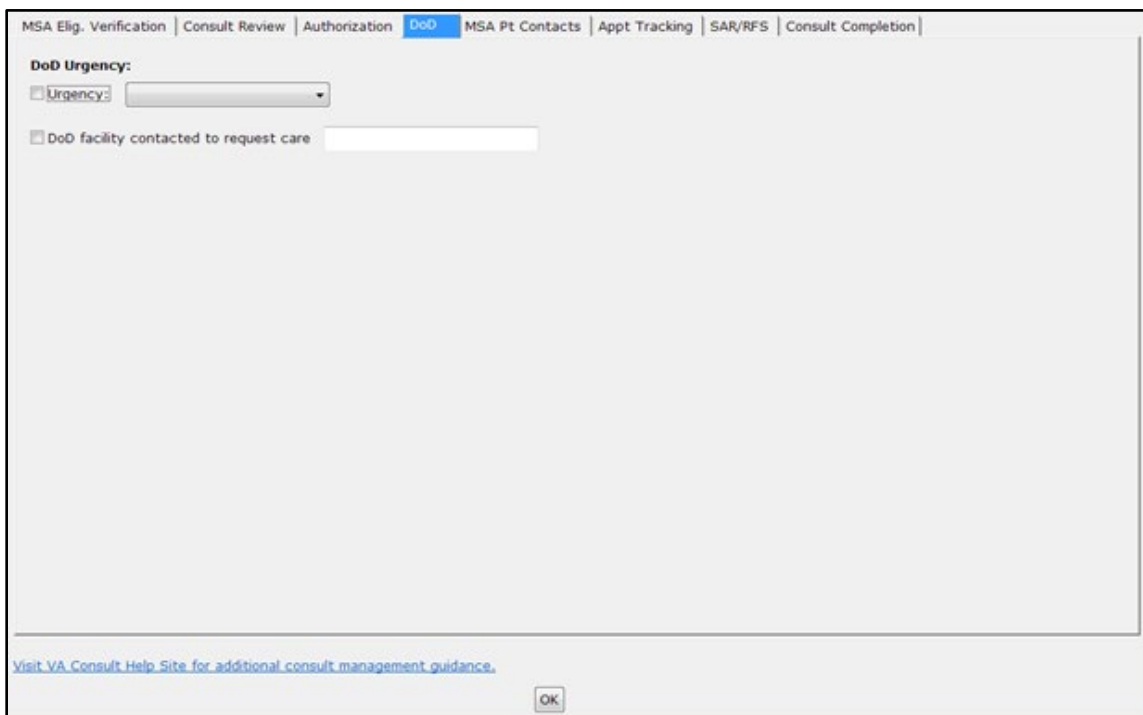 MSA Elig. Verification | Consult Review | Authorization DoD MSA Pt Contacts | Appt Tracking | SAR/RFS | Consult Completion |
DoD Urgency:
Urgency:
DoD facility contacted to request care
Visit VA Consult Help Site for additional consult management guidance.
OK